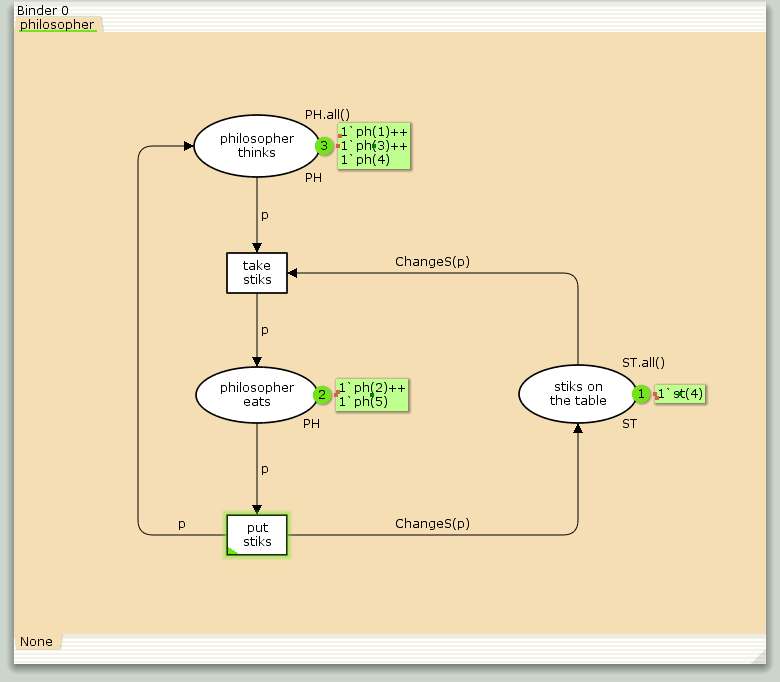 Binder 0
philosopher
PH.all()
philosopher
thinks
3
1`ph(1)++
1`ph(3)++
1`ph(4)
PH
p
take
stiks
ChangeS(p)
p
ST.all()
philosopher
eats
2
1`ph(2)++
1`ph(5)
stiks on
the table
1
1`st(4)
PH
ST
p
p
put
stiks
ChangeS(p)
None